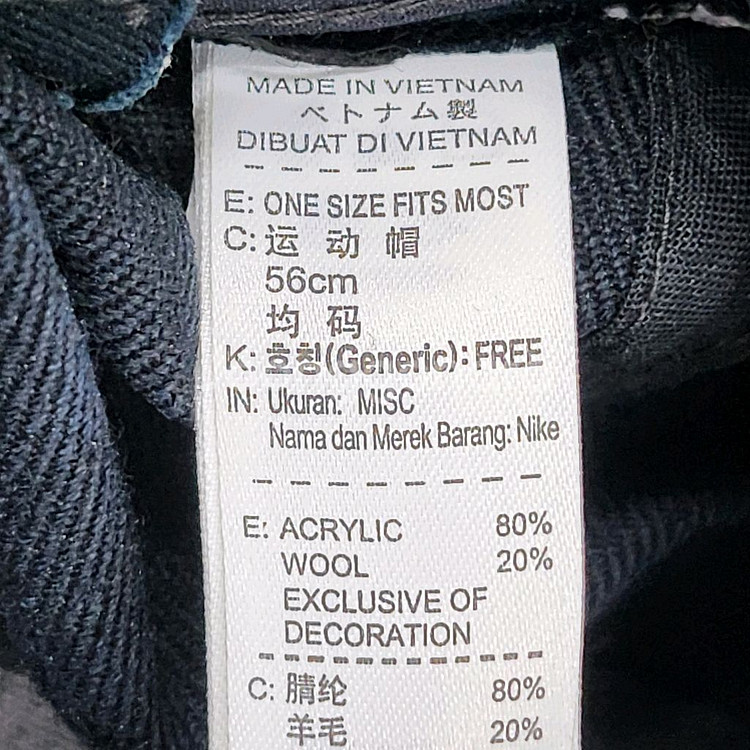 MADE IN VIETNAM
ベトナム製
DIBUAT DI VIETNAM
E: ONE SIZE FITS MOST
C: 运 动 帽
56cm
均 码
K: 호칭(Generic): FREE
IN: Ukuran: MISC
Nama dan Merek Barang: Nike
E: ACRYLIC 80%
WOOL 20%
EXCLUSIVE OF
DECORATION
C: 腈纶 80%
羊毛 20%